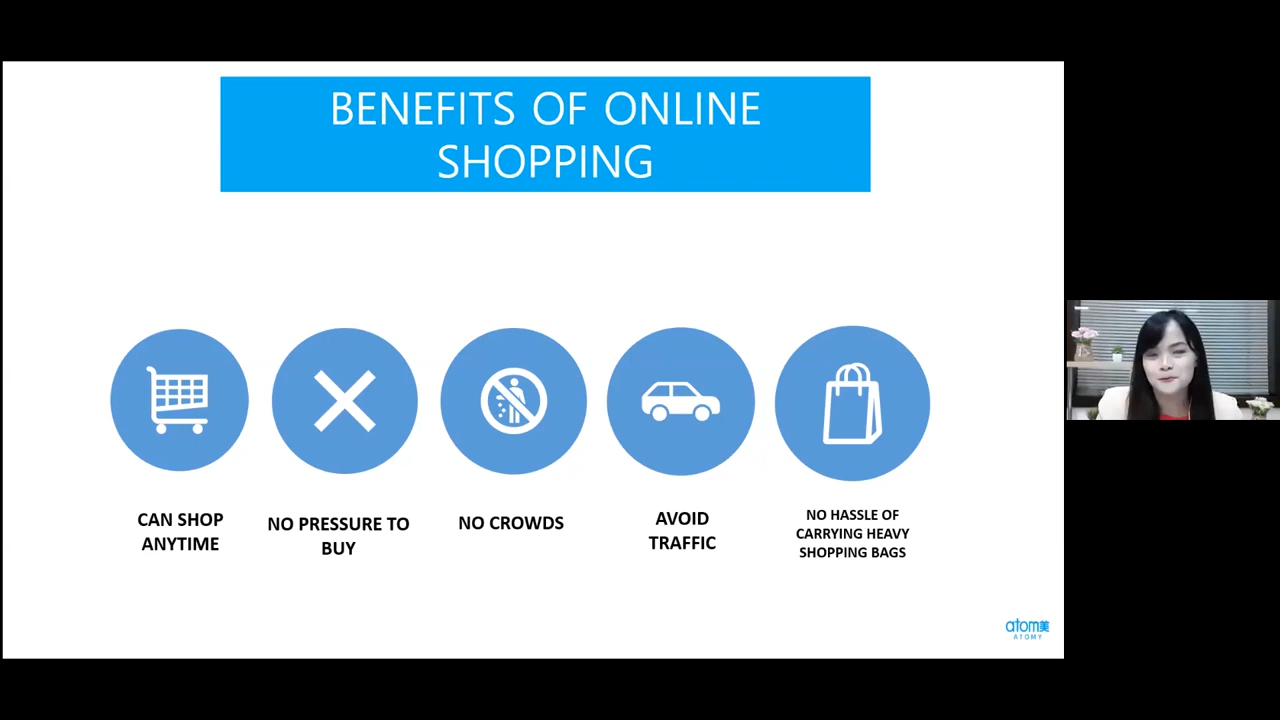 BENEFITS OF ONLINE
SHOPPING
CAN SHOP
ANYTIME
NO PRESSURE TO
BUY
NO CROWDS
AVOID
TRAFFIC
NO HASSLE OF
CARRYING HEAVY
SHOPPING BAGS
atom美
ATOMY